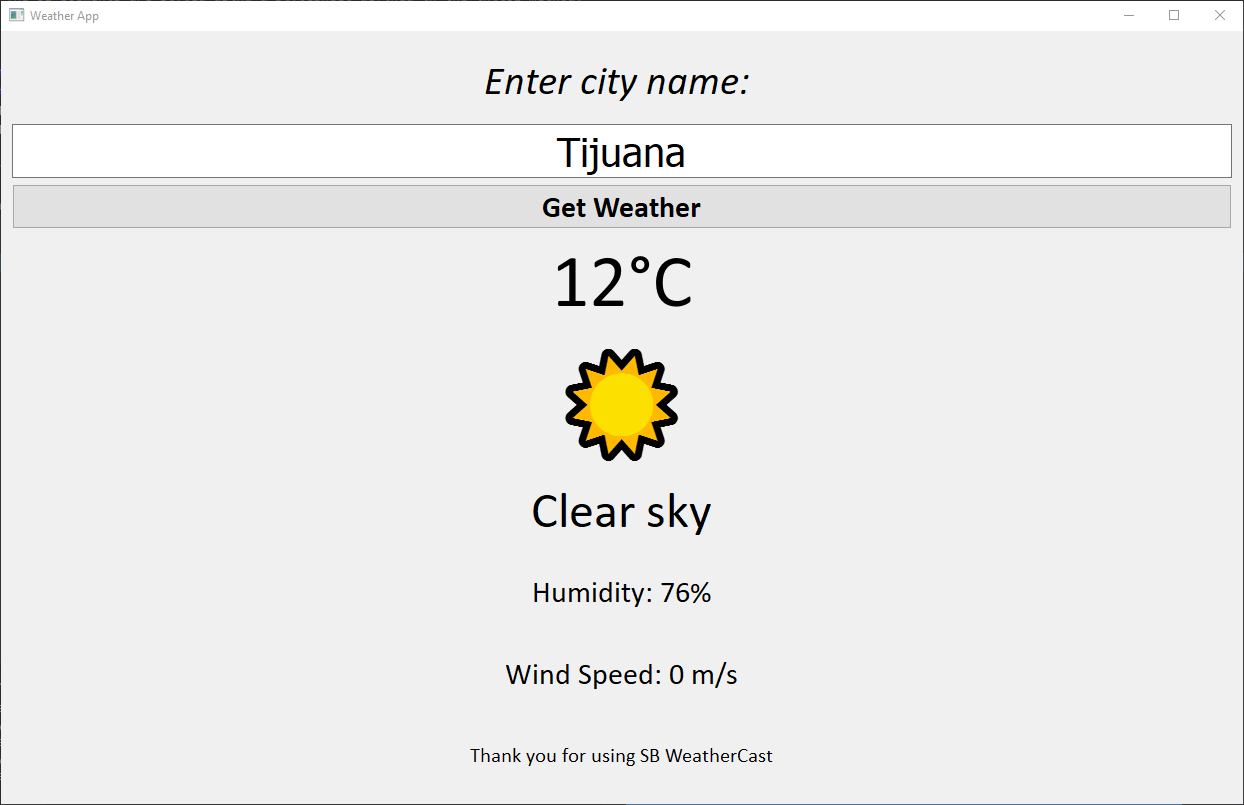 Weather App
Enter city name:
Tijuana
Get Weather
12°C
Clear sky
Humidity: 76%
Wind Speed: 0 m/s
Thank you for using SB WeatherCast